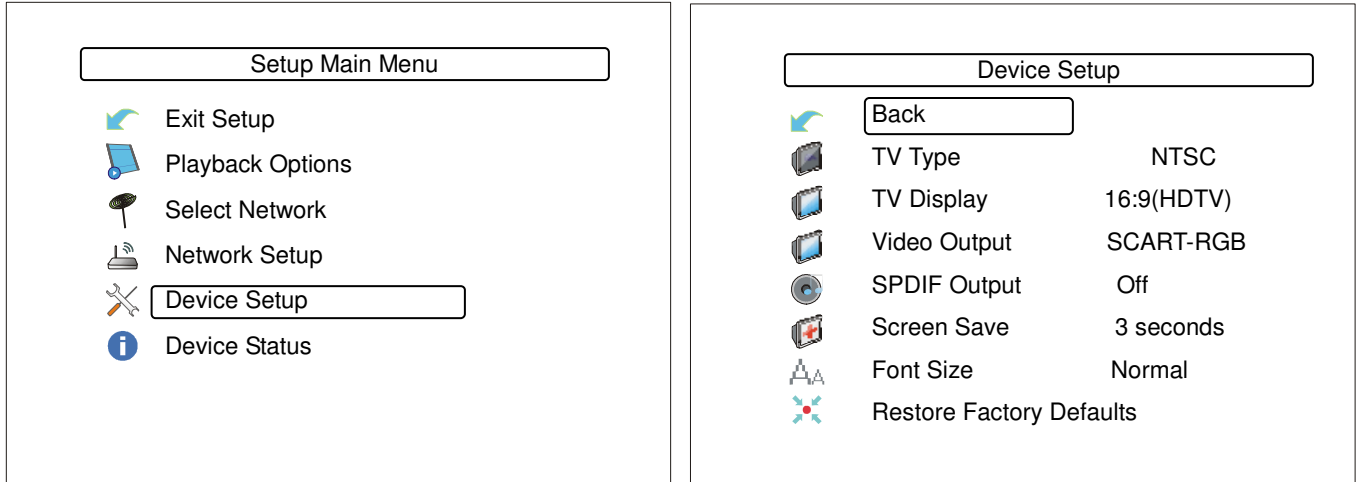 Setup Main Menu
Exit Setup
Playback Options
Select Network
Network Setup
Device Setup
Device Status
Device Setup
Back
TV Type NTSC
TV Display 16:9(HDTV)
Video Output SCART-RGB
SPDIF Output Off
Screen Save 3 seconds
Font Size Normal
Restore Factory Defaults